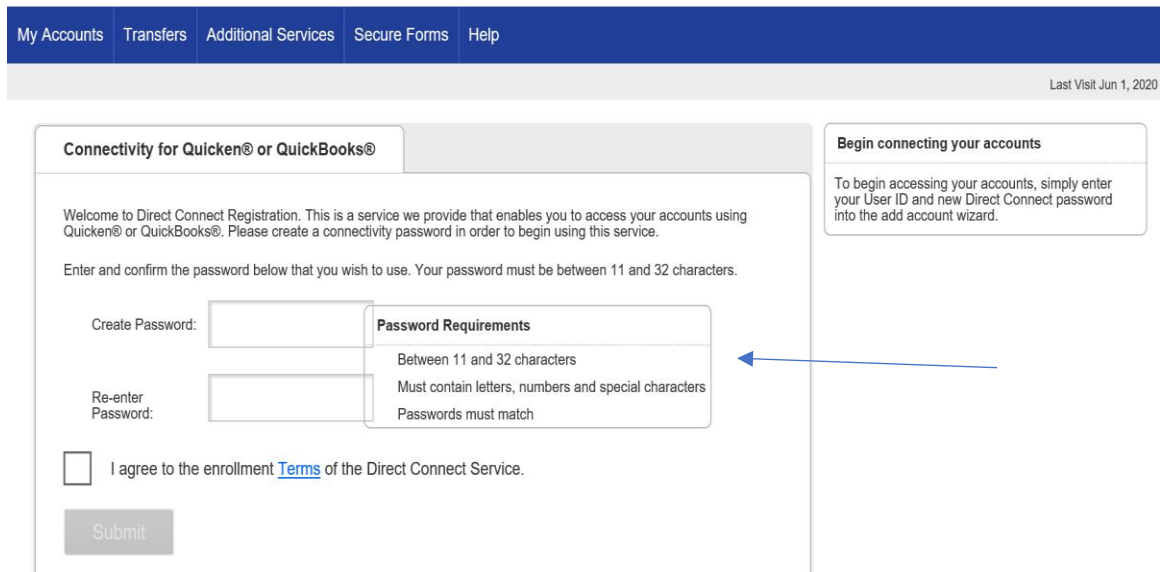 My Accounts Transfers Additional Services Secure Forms Help
Last Visit Jun 1, 2020
Connectivity for Quicken® or QuickBooks®
Welcome to Direct Connect Registration. This is a service we provide that enables you to access your accounts using
Quicken® or QuickBooks®. Please create a connectivity password in order to begin using this service.
Enter and confirm the password below that you wish to use. Your password must be between 11 and 32 characters.
Create Password:
Re-enter
Password:
Password Requirements
Between 11 and 32 characters
Must contain letters, numbers and special characters
Passwords must match
I agree to the enrollment Terms of the Direct Connect Service.
Submit
Begin connecting your accounts
To begin accessing your accounts, simply enter
your User ID and new Direct Connect password
into the add account wizard.